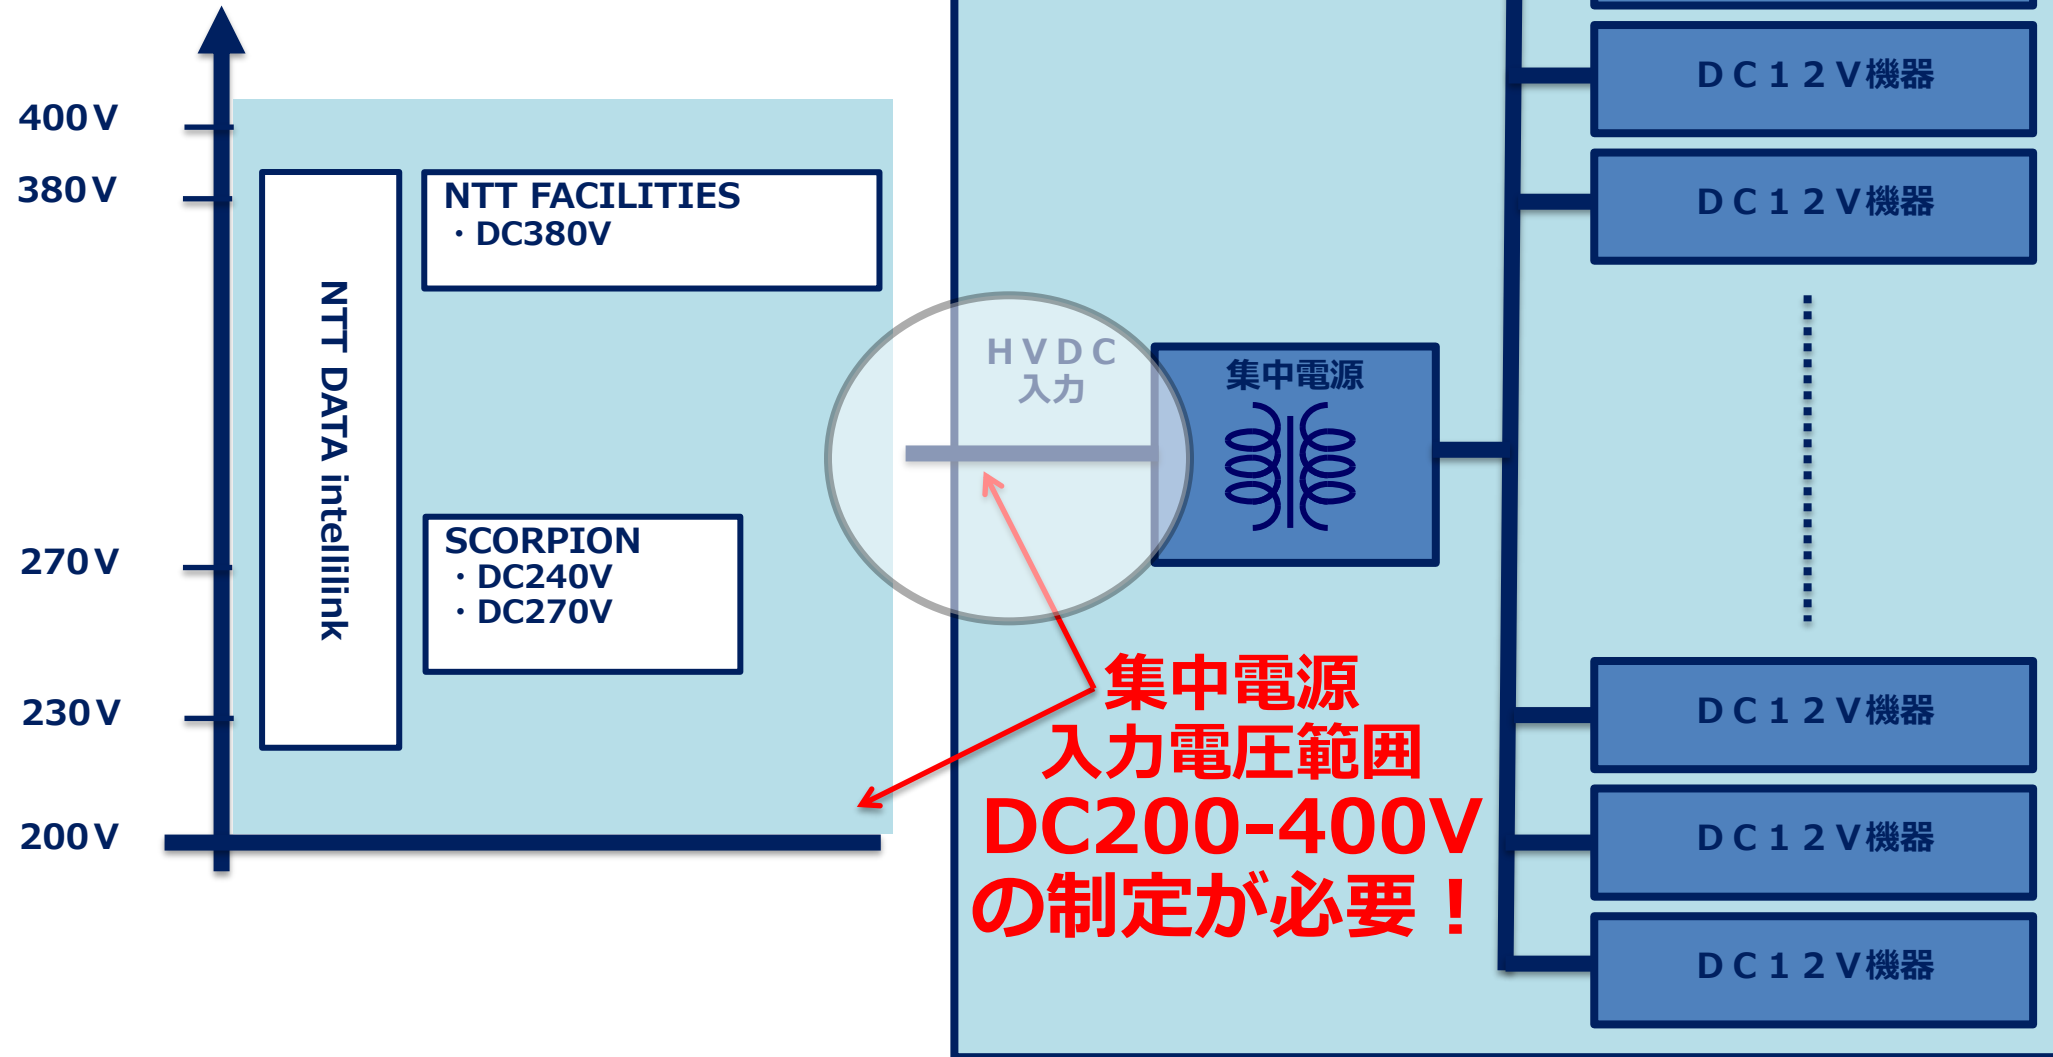 400V
380V
270V
230V
200V
NTT DATA intellilink
NTT FACILITIES
・DC380V
SCORPION
・DC240V
・DC270V
ＨＶＤＣ
入力
集中電源
集中電源
入力電圧範囲
DC200-400V
の制定が必要！
ＤＣ１２Ｖ機器
ＤＣ１２Ｖ機器
ＤＣ１２Ｖ機器
ＤＣ１２Ｖ機器
ＤＣ１２Ｖ機器